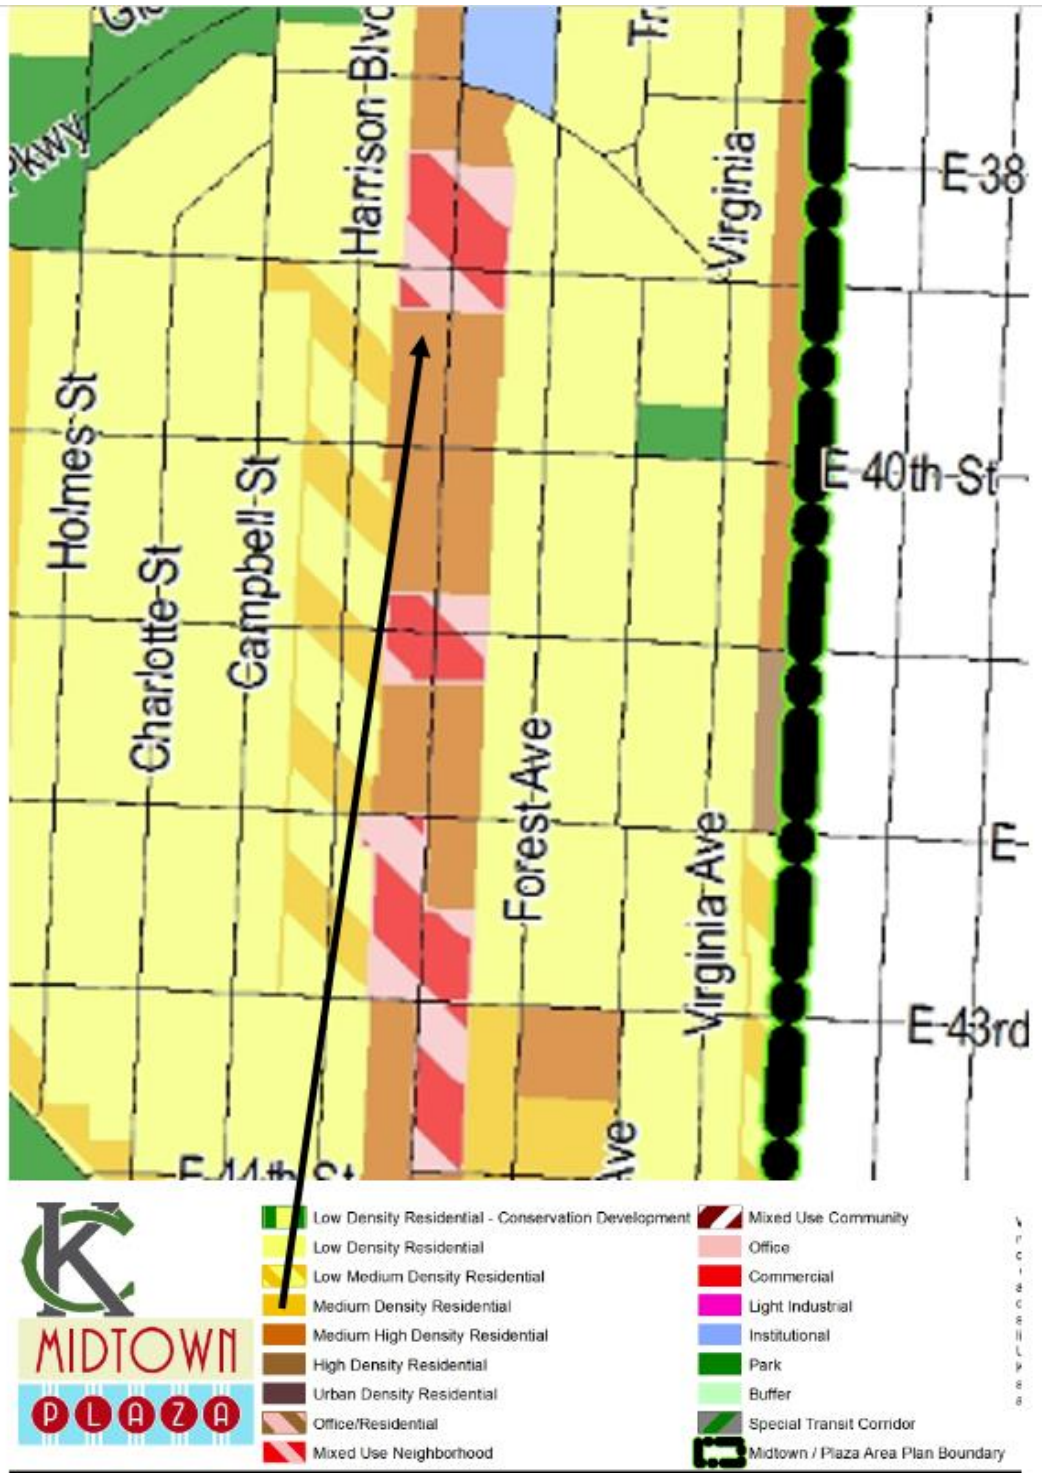 Harrison Blvd
Pkwy
Virginia
E 38
Holmes St
Campbell St
Charlotte St
E 40th St
Forest Ave
Virginia Ave
E
E 43rd
Ave
E 44th St
KC
MIDTOWN
PLAZA
Low Density Residential - Conservation Development
Low Density Residential
Low Medium Density Residential
Medium Density Residential
Medium High Density Residential
High Density Residential
Urban Density Residential
Office/Residential
Mixed Use Neighborhood
Mixed Use Community
Office
Commercial
Light Industrial
Institutional
Park
Buffer
Special Transit Corridor
Midtown / Plaza Area Plan Boundary